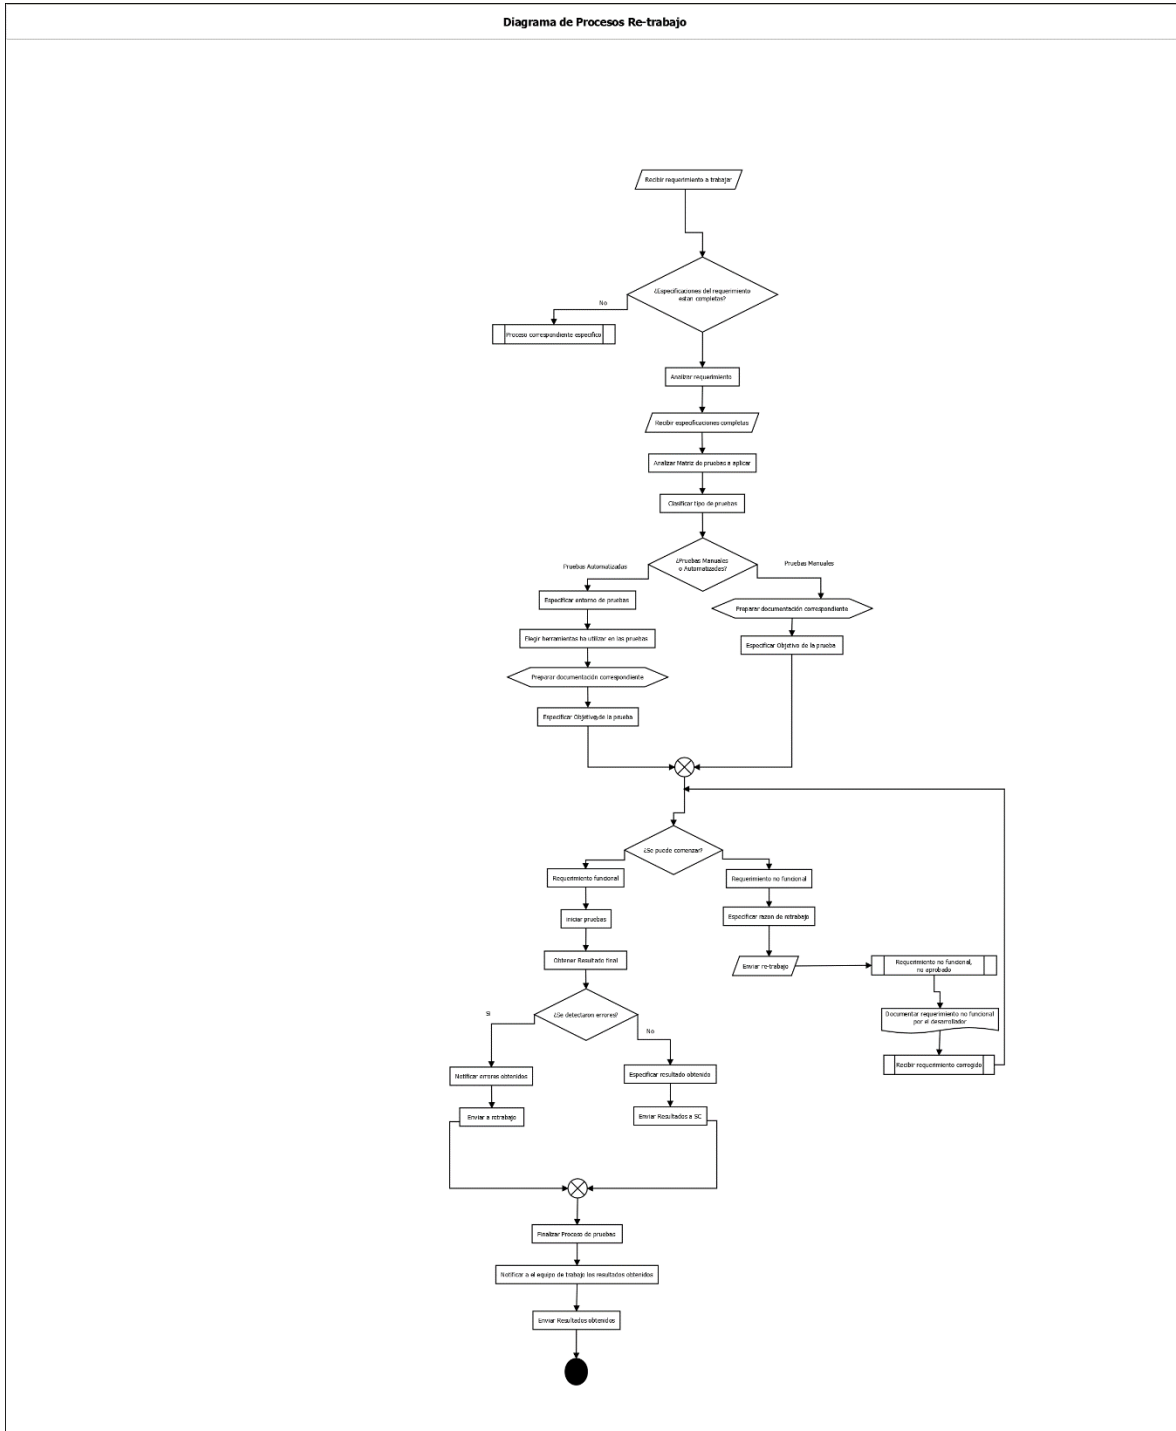 Diagrama de Procesos Re-trabajo
Recibir requerimiento a trabajar
¿Especificaciones del requerimiento
estan completas?
No
Proceso correspondiente especifico
Analizar requerimiento
Recibir especificaciones completas
Analizar Matriz de pruebas a aplicar
Clasificar tipo de pruebas
¿Pruebas Manuales
o Automatizadas?
Pruebas Automatizadas
Pruebas Manuales
Especificar entorno de pruebas
Preparar documentación correspondiente
Elegir herramientas ha utilizar en las pruebas
Especificar Objetivo de la prueba
Preparar documentación correspondiente
Especificar Objetivo de la prueba
¿Se puede comenzar?
Requerimiento funcional
Requerimiento no funcional
Iniciar pruebas
Especificar razon de retrabajo
Obtener Resultado final
Enviar re-trabajo
Requerimiento no funcional,
no aprobado
¿Se detectaron errores?
Si
No
Documentar requerimiento no funcional
por el desarrollador
Recibir requerimiento corregido
Notificar errores obtenidos
Especificar resultado obtenido
Enviar a retrabajo
Enviar Resultados a SC
Finalizar Proceso de pruebas
Notificar a el equipo de trabajo los resultados obtenidos
Enviar Resultados obtenidos